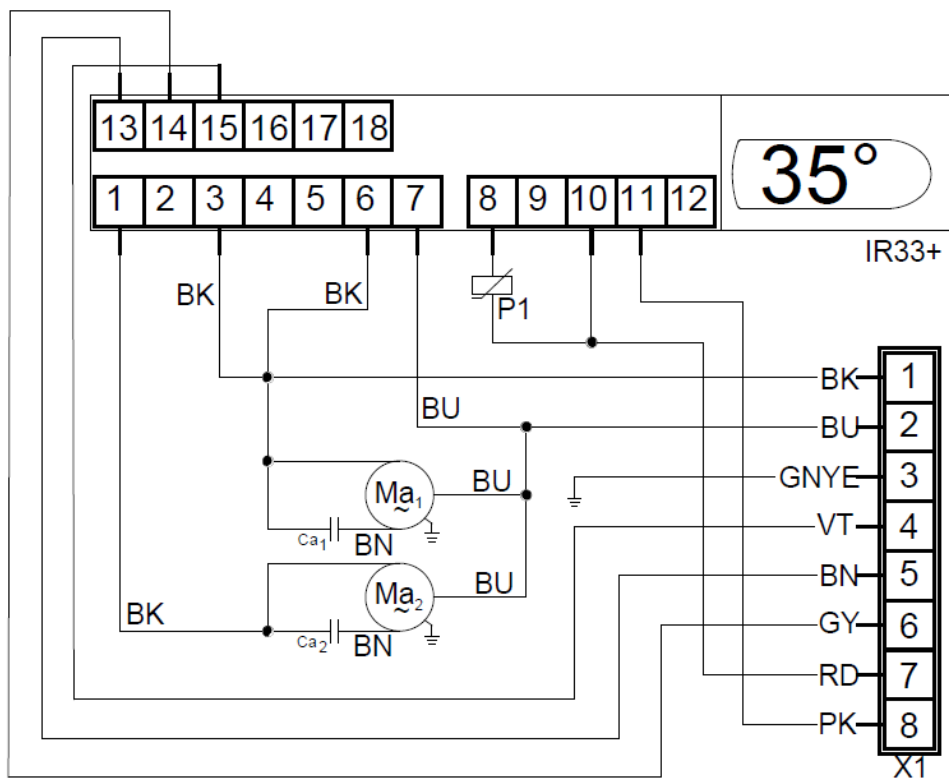 13 14 15 16 17 18
1 2 3 4 5 6 7 8 9 10 11 12
35°
IR33+
BK BK P1
BK 1
BU BU 2
Ma1 BU GNYE 3
Ca1 BN VT 4
Ma2 BU BN 5
BK Ca2 BN GY 6
RD 7
PK 8
X1